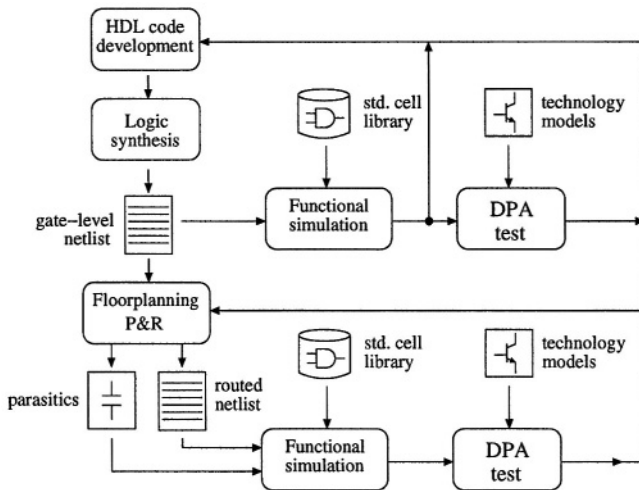 HDL code
development
std. cell
library
technology
models
Logic
synthesis
gate-level
netlist
Functional
simulation
DPA
test
Floorplanning
P&R
std. cell
library
technology
models
parasitics
routed
netlist
Functional
simulation
DPA
test